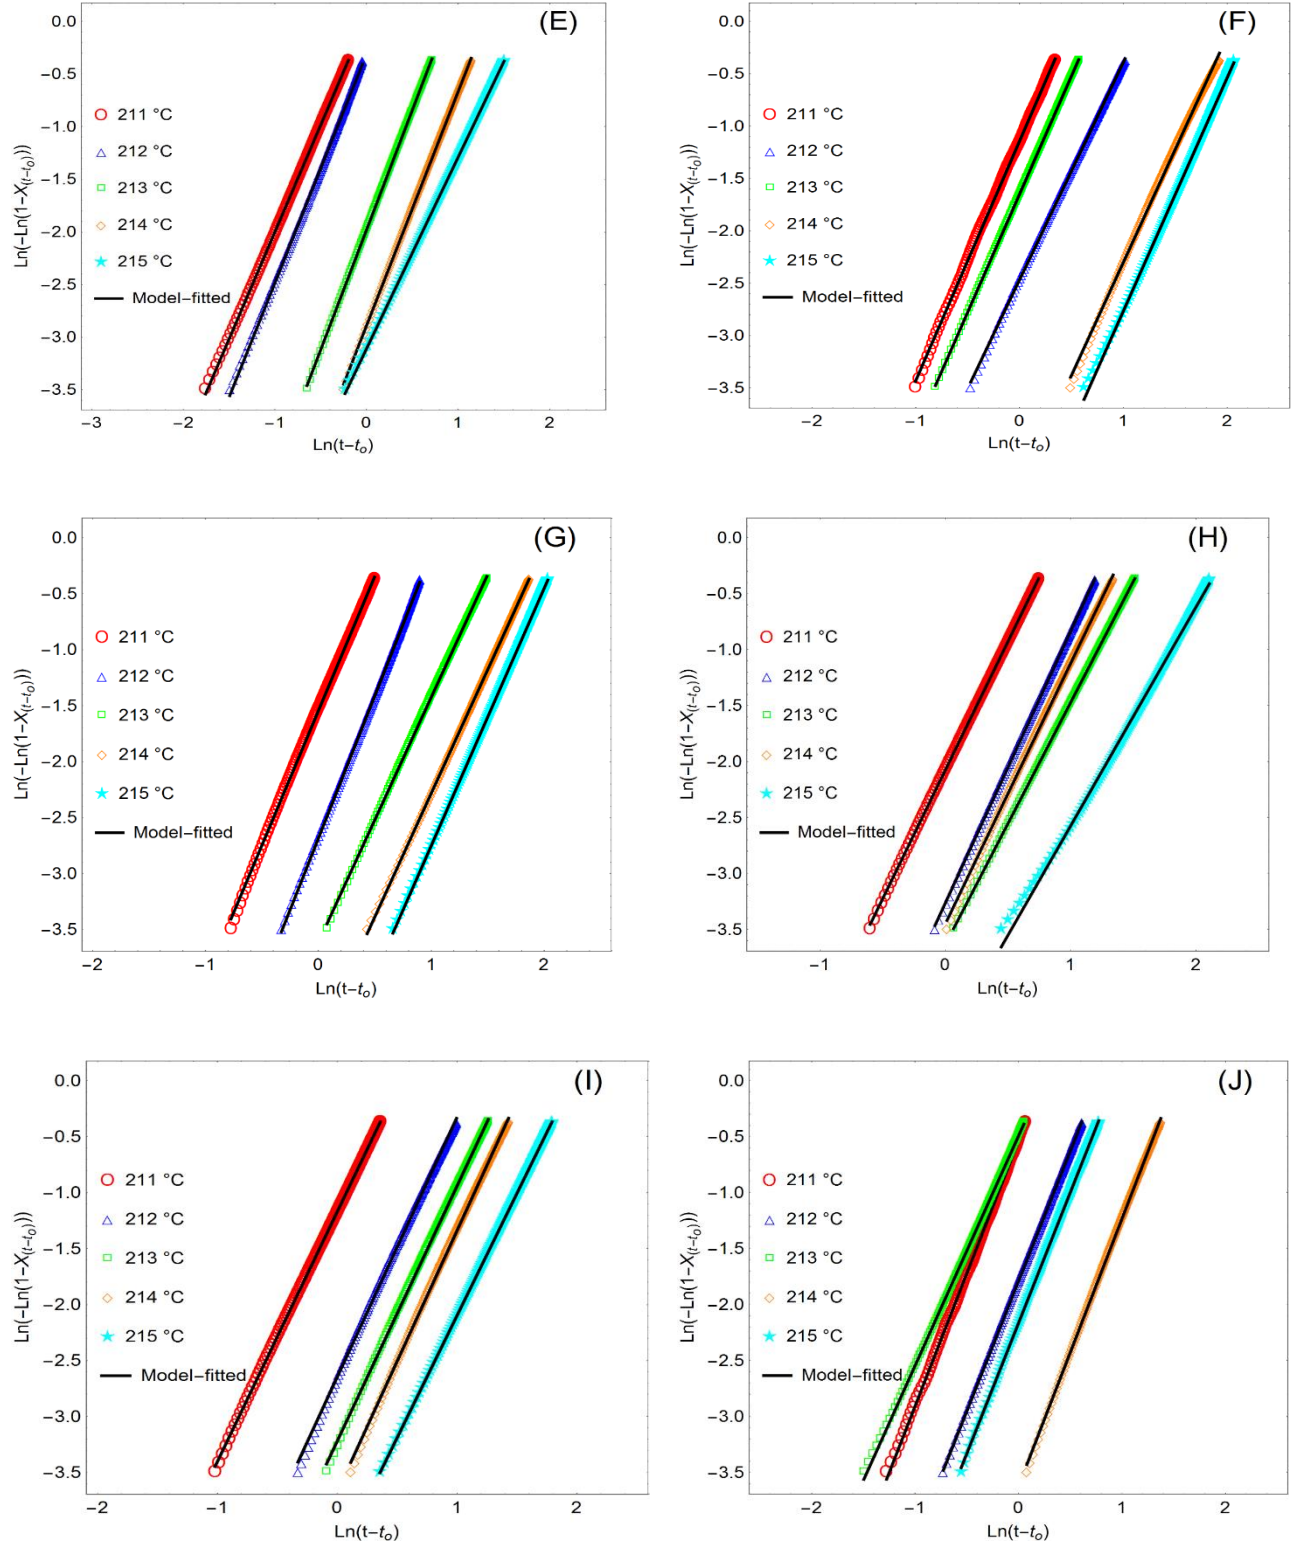 (E)
0.0
−0.5
−1.0
−1.5
−2.0
−2.5
−3.0
−3.5
Ln(-Ln(1−X(t−to)))
211 °C
212 °C
213 °C
214 °C
215 °C
Model−fitted
−3
−2
−1
0
1
2
Ln(t−to)
(F)
0.0
−0.5
−1.0
−1.5
−2.0
−2.5
−3.0
−3.5
Ln(-Ln(1−X(t−to)))
211 °C
212 °C
213 °C
214 °C
215 °C
Model−fitted
−2
−1
0
1
2
Ln(t−to)
(G)
0.0
−0.5
−1.0
−1.5
−2.0
−2.5
−3.0
−3.5
Ln(-Ln(1−X(t−to)))
211 °C
212 °C
213 °C
214 °C
215 °C
Model−fitted
−2
−1
0
1
2
Ln(t−to)
(H)
0.0
−0.5
−1.0
−1.5
−2.0
−2.5
−3.0
−3.5
Ln(-Ln(1−X(t−to)))
211 °C
212 °C
213 °C
214 °C
215 °C
Model−fitted
−1
0
1
2
Ln(t−to)
(I)
0.0
−0.5
−1.0
−1.5
−2.0
−2.5
−3.0
−3.5
Ln(-Ln(1−X(t−to)))
211 °C
212 °C
213 °C
214 °C
215 °C
Model−fitted
−2
−1
0
1
2
Ln(t−to)
(J)
0.0
−0.5
−1.0
−1.5
−2.0
−2.5
−3.0
−3.5
Ln(-Ln(1−X(t−to)))
211 °C
212 °C
213 °C
214 °C
215 °C
Model−fitted
−2
−1
0
1
2
Ln(t−to)